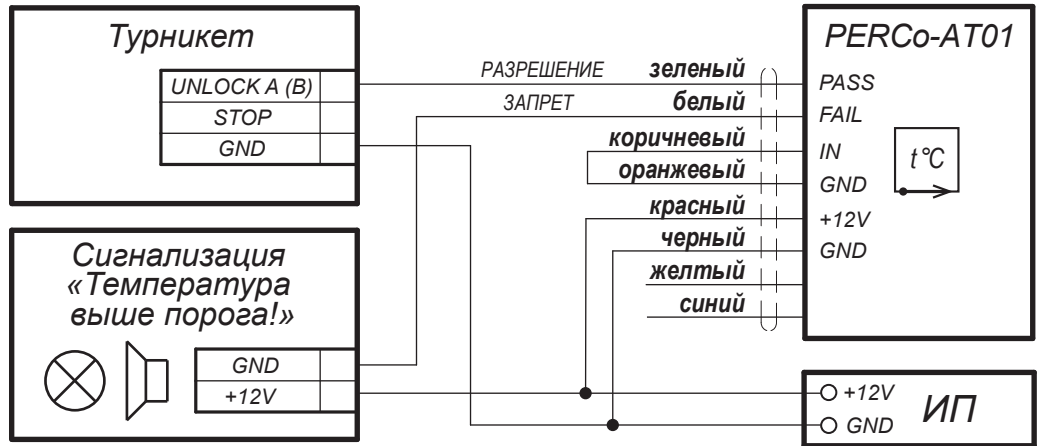 Турникет
UNLOCK A (B)
STOP
GND
Сигнализация
«Температура
выше порога!»
GND
+12V
РАЗРЕШЕНИЕ
ЗАПРЕТ
зеленый
белый
коричневый
оранжевый
красный
черный
желтый
синий
PERCo-AT01
PASS
FAIL
IN
GND
+12V
GND
t°C
+12V
GND
ИП